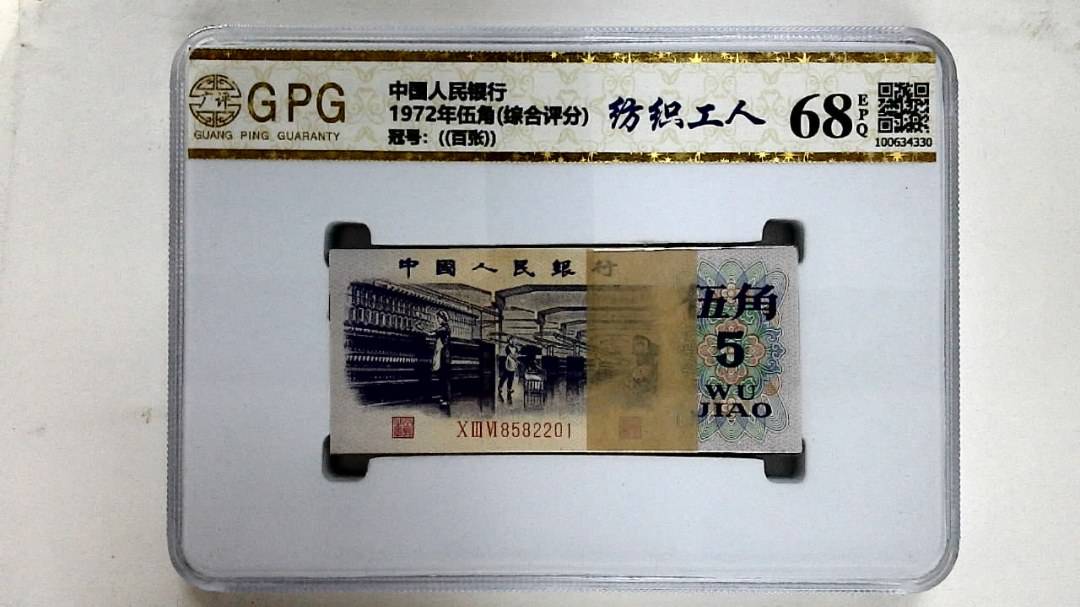 GPG
GUANG PING GUARANTY
中国人民银行
1972年伍角(综合评分)
冠号：((百张))
纺织工人
68
EPQ
100634330
中國人民銀行
伍角
5
WU
JIAO
XⅢⅥ8582201